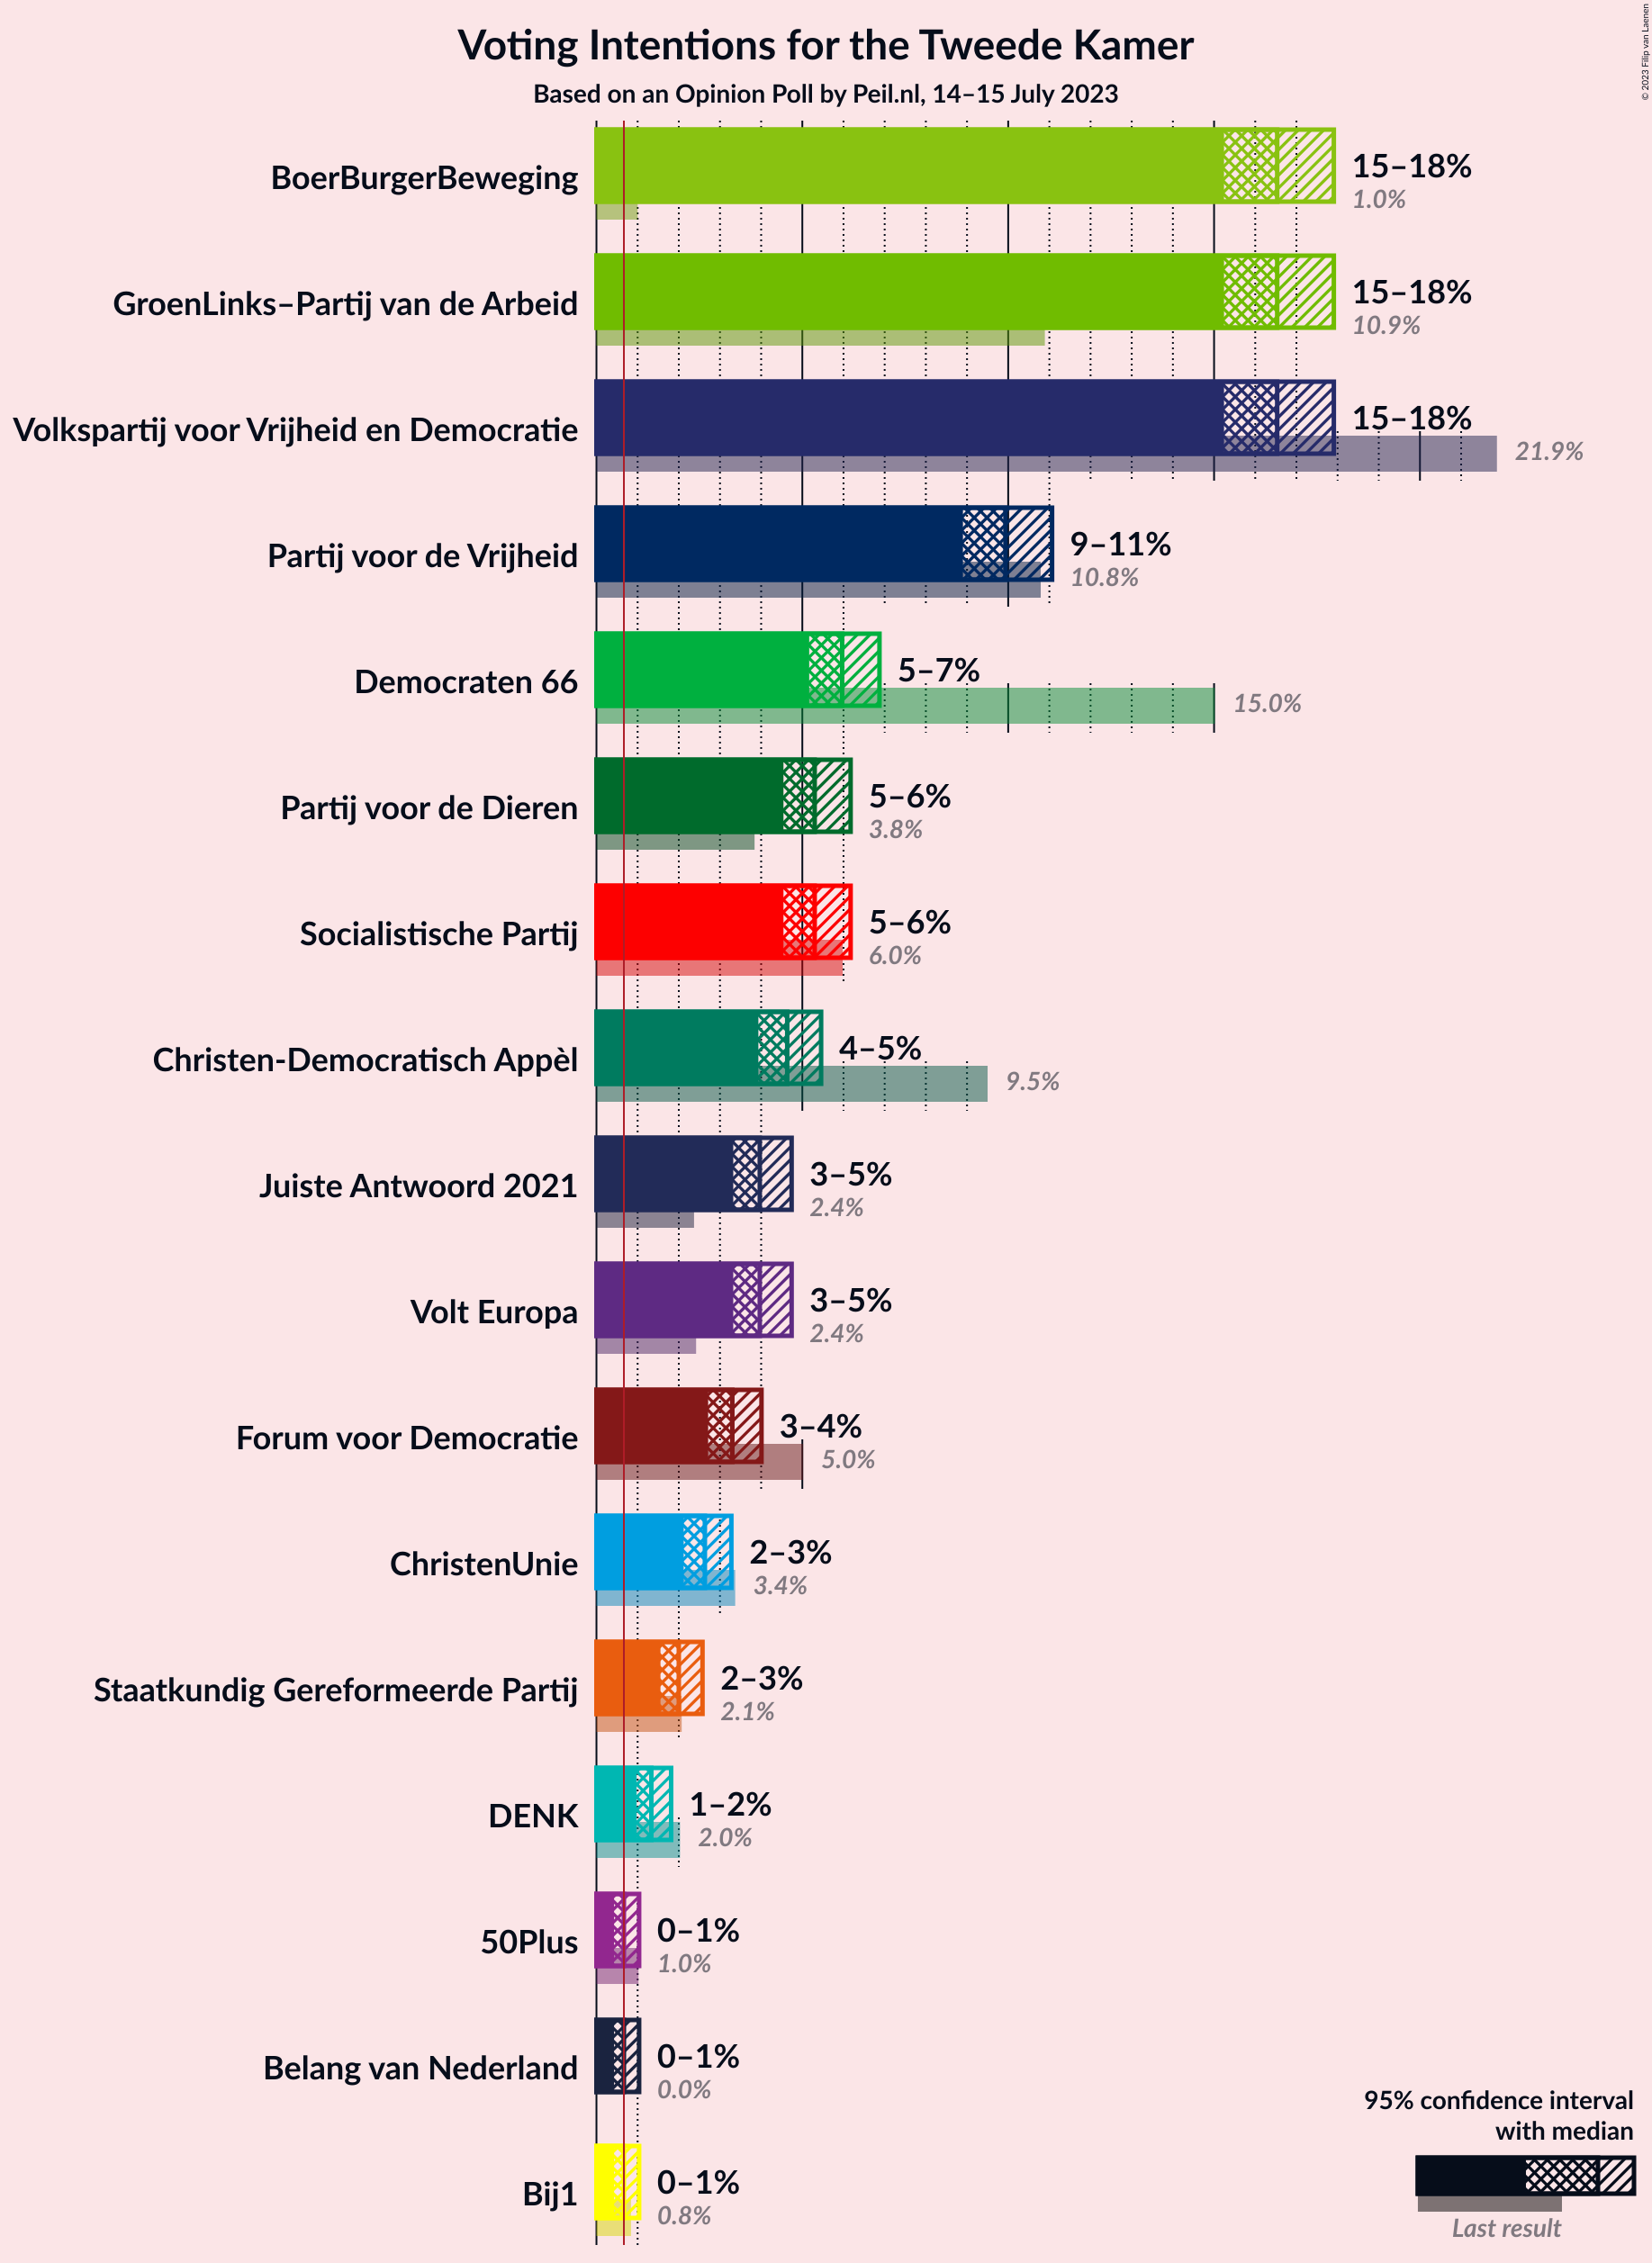 Voting Intentions for the Tweede Kamer
Based on an Opinion Poll by Peil.nl, 14–15 July 2023
© 2023 Filip van Laenen
BoerBurgerBeweging
15–18%
1.0%
GroenLinks–Partij van de Arbeid
15–18%
10.9%
Volkspartij voor Vrijheid en Democratie
15–18%
21.9%
Partij voor de Vrijheid
9–11%
10.8%
Democraten 66
5–7%
15.0%
Partij voor de Dieren
5–6%
3.8%
Socialistische Partij
5–6%
6.0%
Christen-Democratisch Appèl
4–5%
9.5%
Juiste Antwoord 2021
3–5%
2.4%
Volt Europa
3–5%
2.4%
Forum voor Democratie
3–4%
5.0%
ChristenUnie
2–3%
3.4%
Staatkundig Gereformeerde Partij
2–3%
2.1%
DENK
1–2%
2.0%
50Plus
0–1%
1.0%
Belang van Nederland
0–1%
0.0%
Bij1
0–1%
0.8%
95% confidence interval
with median
Last result